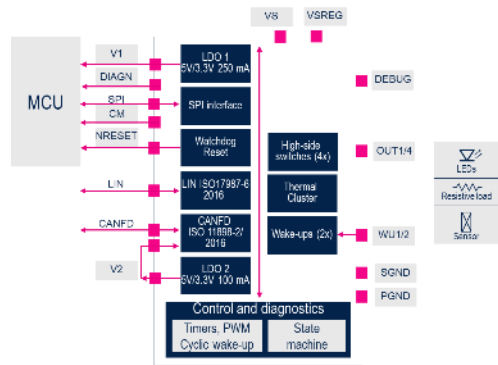 VS
VSREG
V1
DIAGN
SPI
CM
NRESET
MCU
LIN
CANFD
V2
LDO 1
5V/3.3V 250 mA
SPI interface
Watchdog
Reset
LIN ISO17987-6
2016
CANFD
ISO 11898-2/
2016
LDO 2
5V/3.3V 100 mA
High-side
switches (4x)
Thermal
Cluster
Wake-ups (2x)
Control and diagnostics
Timers, PWM
Cyclic wake-up
State
machine
DEBUG
OUT1/4
WU1/2
SGND
PGND
LEDs
Resistive load
Sensor